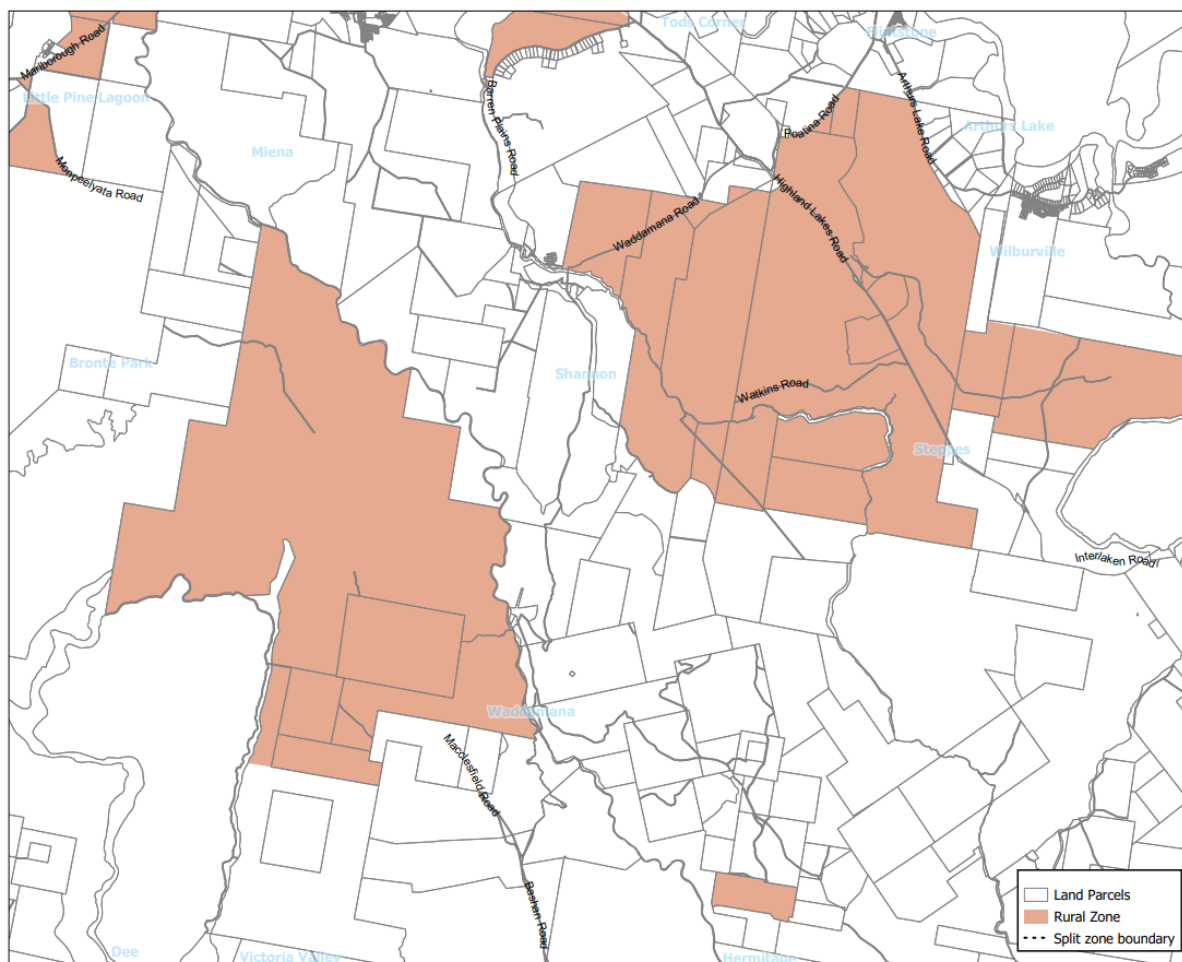 Tods Corner
Flintstone
Marlborough Road
Little Pine Lagoon
Barren Plains Road
Arthurs Lake Road
Poatina Road
Arthurs Lake
Miena
Monpeelyata Road
Highland Lakes Road
Waddamana Road
Wilburville
Bronte Park
Shannon
Watkins Road
Steppes
Interlaken Road
Waddamana
Macclesfield Road
Bashan Road
Land Parcels
Rural Zone
Split zone boundary
Dee
Victoria Valley
Hermitage